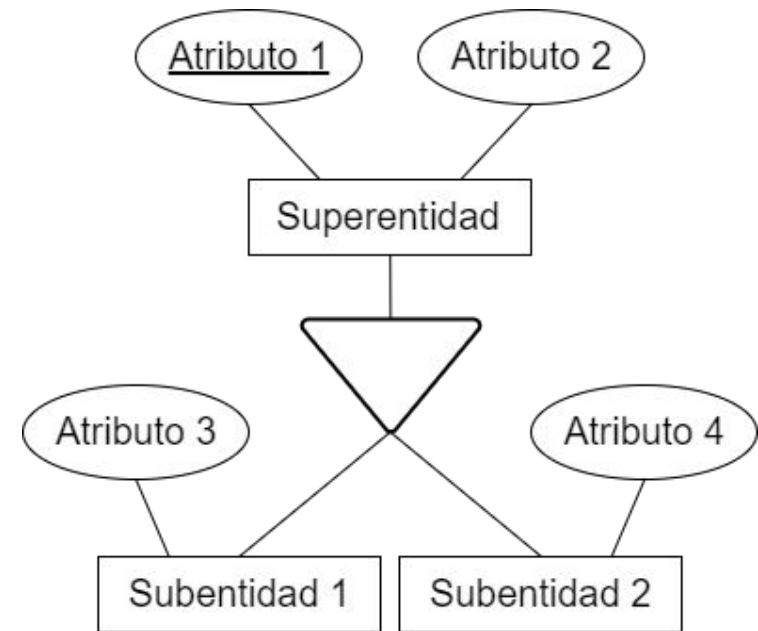 Atributo 1
Atributo 2
Superentidad
Atributo 3
Atributo 4
Subentidad 1
Subentidad 2